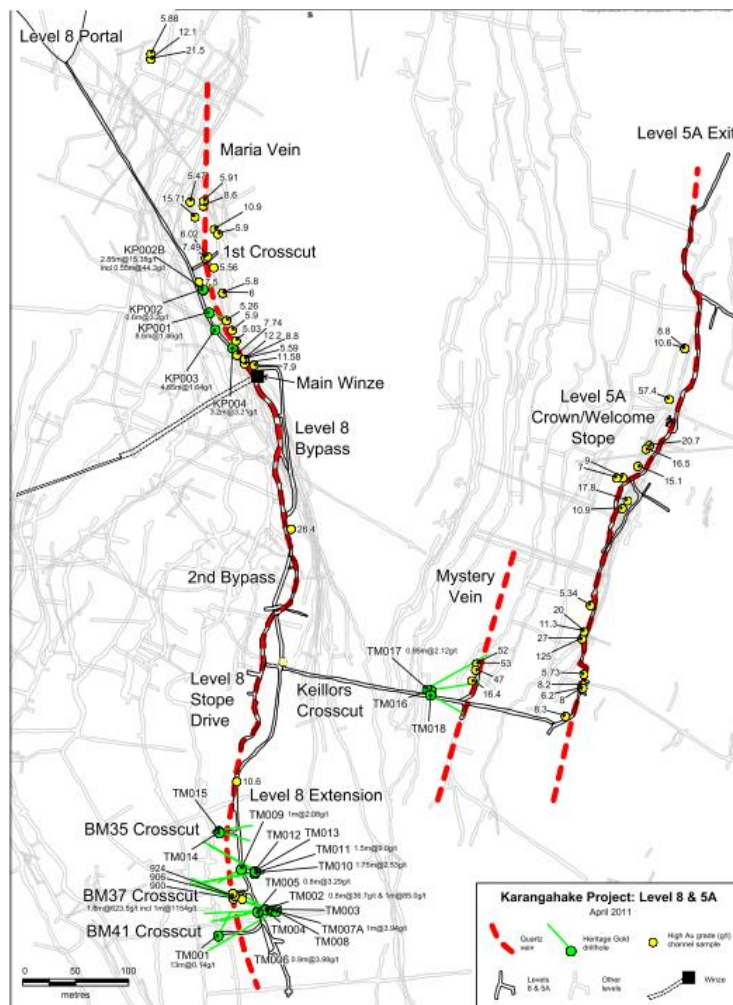 5.88
12.1
21.5
Level 8 Portal
Level 5A Exit
Maria Vein
5.47
5.91
8.6
15.71
10.9
5.9
6.02
7.49
1st Crosscut
KP002B
2.85m@15.38g/t
incl 0.55m@44.3g/t
5.56
7.5
5.8
6
KP002
0.6m@3.2g/t
KP001
8.6m@1.46g/t
5.26
5.9
5.03
7.74
12.2
8.8
5.59
11.58
7.9
KP003
4.65m@1.64g/t
KP004
3.2m@3.21g/t
Main Winze
Level 8
Bypass
8.8
10.6
57.4
Level 5A
Crown/Welcome
Stope
20.7
16.5
15.1
9
7
17.8
10.9
26.4
2nd Bypass
Mystery
Vein
5.34
20
11.3
27
125
5.73
8.2
6.2
8
8.3
TM017 0.95m@2.12g/t
52
53
47
16.4
TM016
TM018
Level 8
Stope
Drive
Keillors
Crosscut
10.6
TM015
Level 8 Extension
TM009 1m@2.08g/t
BM35 Crosscut
TM012
TM013
TM011 1.5m@9.0g/t
TM010 1.75m@2.53g/t
TM014
924
906
900
TM005 0.8m@3.29g/t
BM37 Crosscut
1.8m@623.5g/t incl 1m@1154g/t
TM002 0.8m@36.7g/t & 1m@85.0g/t
TM003
TM004
TM007A 1m@3.94g/t
TM008
BM41 Crosscut
TM001
13m@0.14g/t
TM006 0.9m@3.98g/t
0 50 100
metres
Karangahake Project: Level 8 & 5A
April 2011
Quartz
vein
Heritage Gold
drillhole
High Au grade (g/t)
channel sample
Levels
8 & 5A
Other
levels
Winze